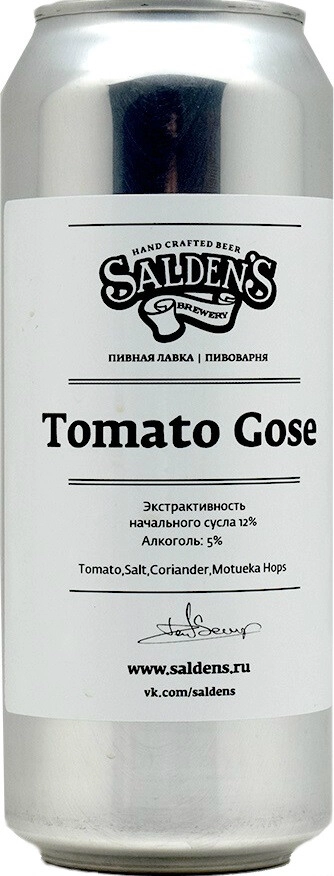 HAND CRAFTED BEER
SALDEN'S
BREWERY
ПИВНАЯ ЛАВКА | ПИВОВАРНЯ
Tomato Gose
Экстрактивность
начального сусла 12%
Алкоголь: 5%
Tomato,Salt,Coriander,Motueka Hops
www.saldens.ru
vk.com/saldens